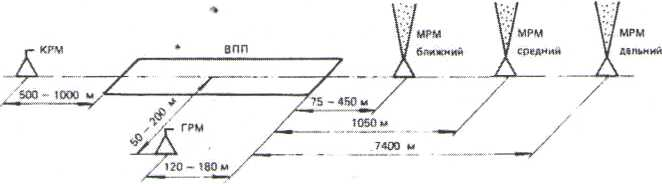 КРМ
ВПП
МРМ
ближний
МРМ
средний
МРМ
дальний
500 – 1000 м
50 – 200 м
ГРМ
120 – 180 м
75 – 450 м
1050 м
7400 м